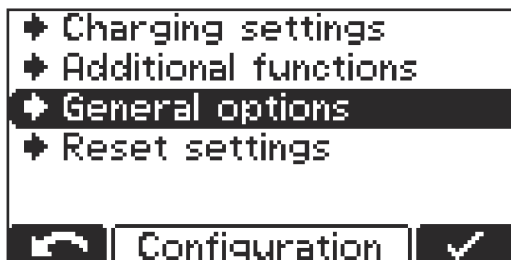 Charging settings
Additional functions
General options
Reset settings
Configuration